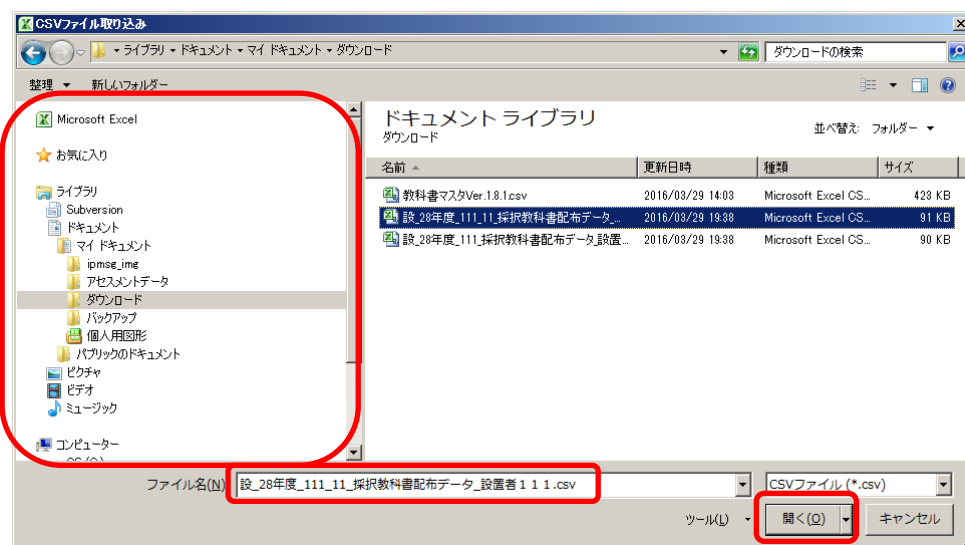 CSVファイル取り込み
ライブラリ ドキュメント マイ ドキュメント ダウンロード
ダウンロードの検索
整理 新しいフォルダー
Microsoft Excel
お気に入り
ライブラリ
Subversion
ドキュメント
マイ ドキュメント
ipmsg_img
アセスメントデータ
ダウンロード
バックアップ
個人用図形
パブリックのドキュメント
ピクチャ
ビデオ
ミュージック
コンピューター
ドキュメント ライブラリ
ダウンロード
並べ替え: フォルダー
名前 更新日時 種類 サイズ
教科書マスタVer.1.8.1.csv 2016/03/29 14:03 Microsoft Excel CS... 423 KB
設_28年度_111_11_採択教科書配布データ_... 2016/03/29 19:38 Microsoft Excel CS... 91 KB
設_28年度_111_採択教科書配布データ_設置... 2016/03/29 19:38 Microsoft Excel CS... 90 KB
ファイル名(N) 設_28年度_111_11_採択教科書配布データ_設置者１１１.csv CSVファイル (*.csv)
ツール(L) 開く(O) キャンセル